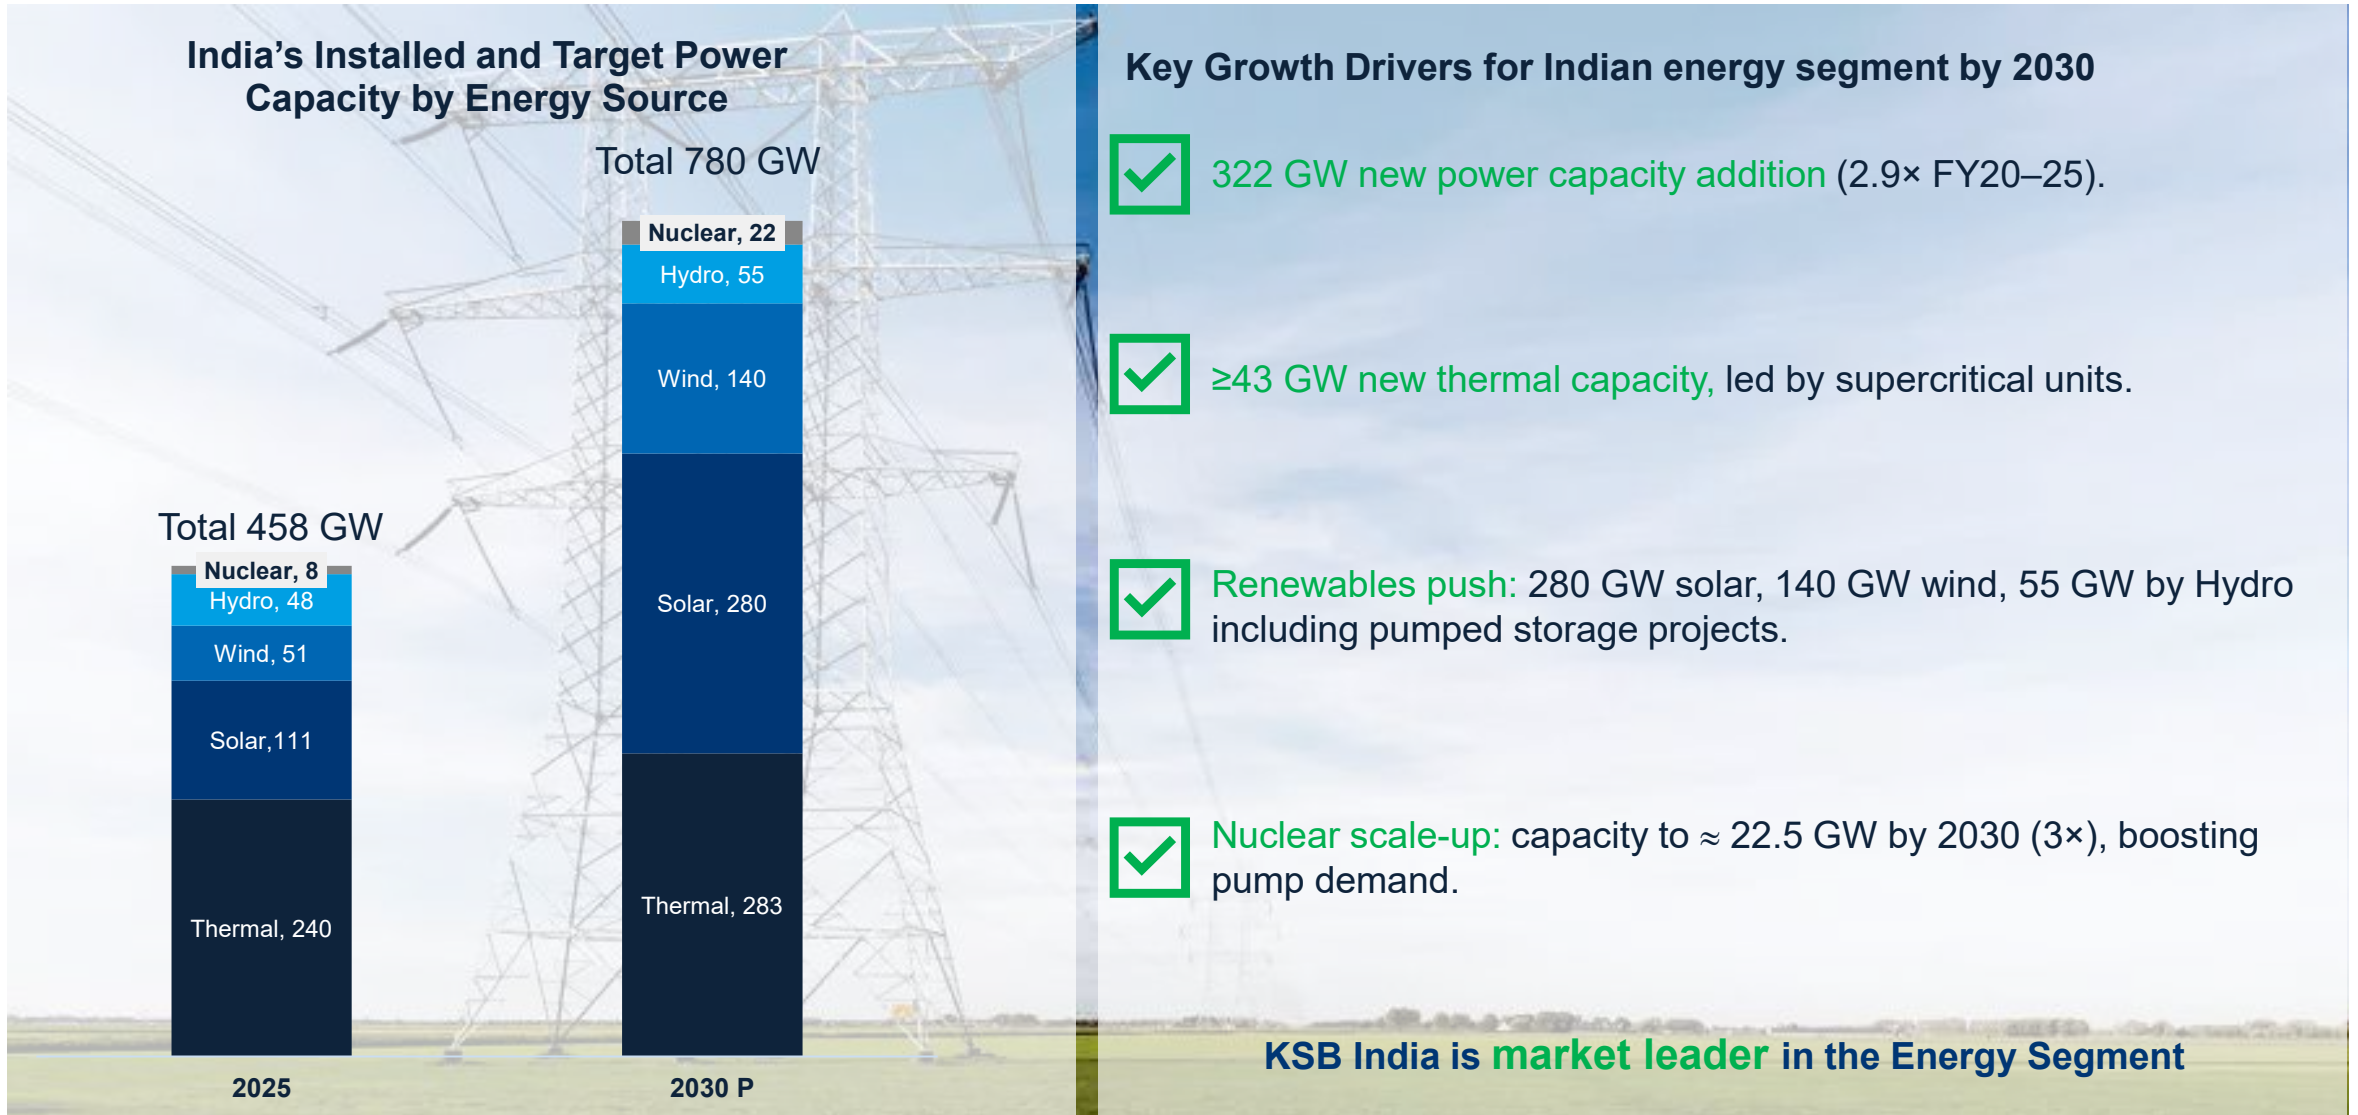 India’s Installed and Target Power
Capacity by Energy Source
Total 780 GW
Nuclear, 22
Hydro, 55
Wind, 140
Solar, 280
Thermal, 283
Total 458 GW
Nuclear, 8
Hydro, 48
Wind, 51
Solar,111
Thermal, 240
2025
2030 P
Key Growth Drivers for Indian energy segment by 2030
322 GW new power capacity addition (2.9× FY20–25).
≥43 GW new thermal capacity, led by supercritical units.
Renewables push: 280 GW solar, 140 GW wind, 55 GW by Hydro
including pumped storage projects.
Nuclear scale-up: capacity to ≈ 22.5 GW by 2030 (3×), boosting
pump demand.
KSB India is market leader in the Energy Segment